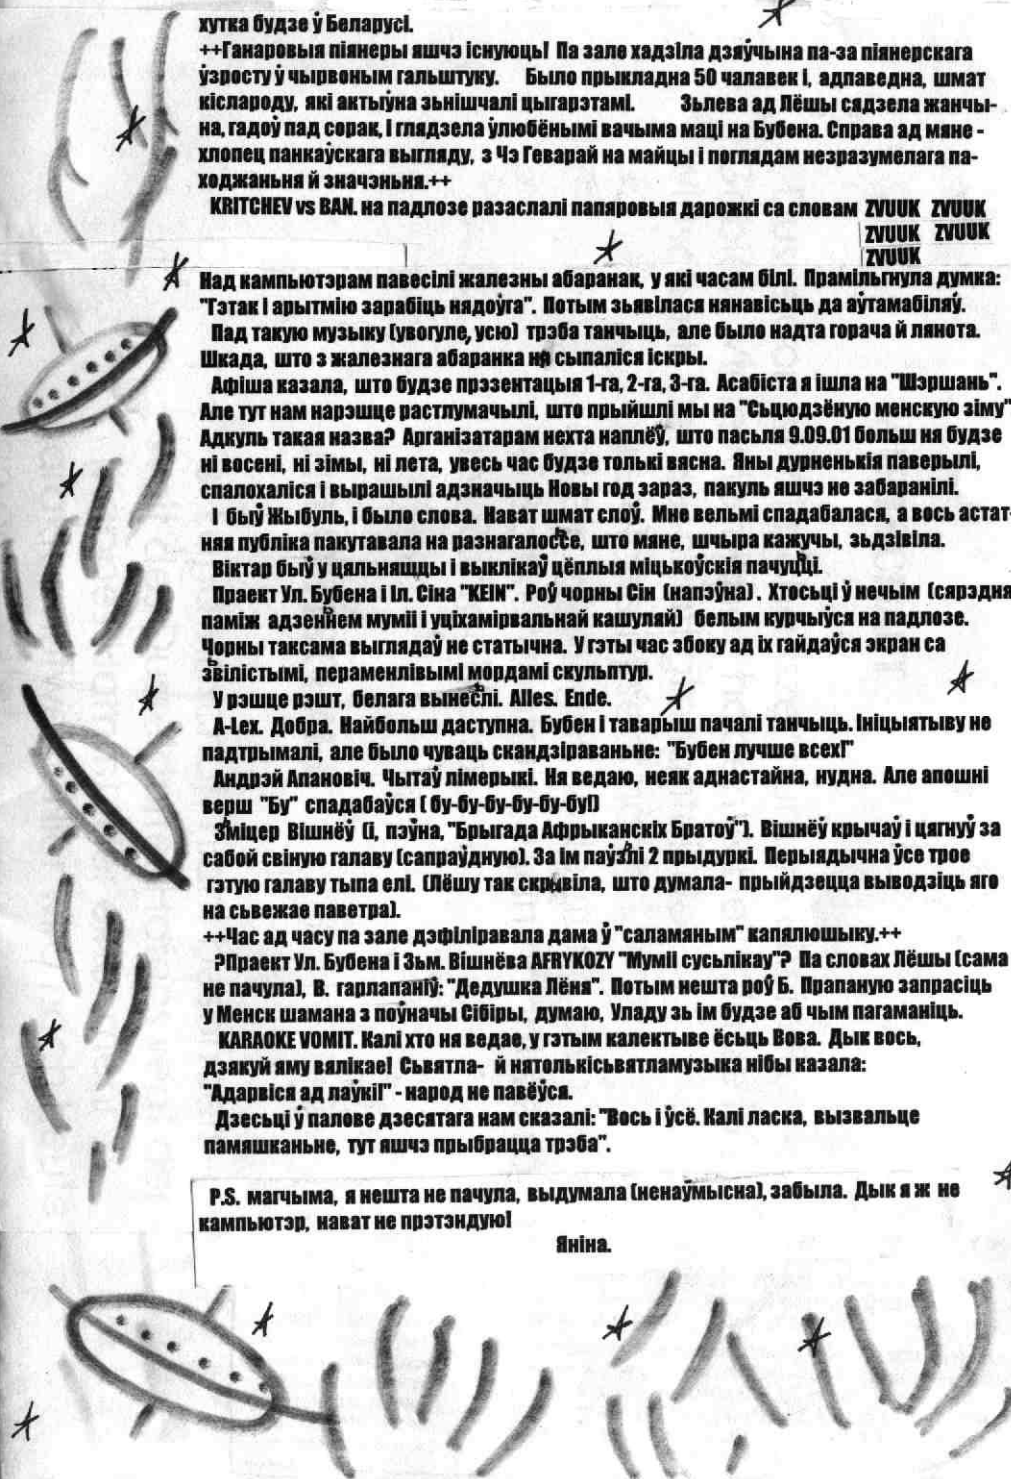 хутка будзе ў Беларусі.
++Ганаровыя піянеры яшчэ існуюць! Па зале хадзіла дзяўчына па-за піянерскага
ўзросту ў чырвоным гальштуку. Было прыкладна 50 чалавек і, адпаведна, шмат
кіслароду, які актыўна зьнішчалі цыгарэтамі. Зьлева ад Лёшы сядзела жанчы-
на, гадоў пад сорак, і глядзела ўлюбёнымі вачыма маці на Бубена. Справа ад мяне -
хлопец панкаўскага выгляду, з Чэ Геварай на майцы і поглядам незразумелага па-
ходжаньня й значэньня.++
KRITCHEV vs BAN. на падлозе разаслалі папяровыя дарожкі са словам ZVUUK ZVUUK
ZVUUK ZVUUK
ZVUUK
Над кампьютэрам павесілі жалезны абаранак, у які часам білі. Прамільгнула думка:
"Гэтак і арытмію зарабіць нядоўга". Потым зьявілася нянавісьць да аўтамабіляў.
Пад такую музыку (увогуле, усю) трэба танчыць, але было надта горача й лянота.
Шкада, што з жалезнага абаранка не сыпаліся іскры.
Афіша казала, што будзе прэзентацыя 1-га, 2-га, 3-га. Асабіста я ішла на "Шэршань".
Але тут нам нарэшце растлумачылі, што прыйшлі мы на "Сьцюдзёную менскую зіму"
Адкуль такая назва? Арганізатарам нехта наплёў, што пасьля 9.09.01 больш ня будзе
ні восені, ні зімы, ні лета, увесь час будзе толькі вясна. Яны дурненькія паверылі,
спалохаліся і вырашылі адзначыць Новы год зараз, пакуль яшчэ не забаранілі.
І быў Жыбуль, і было слова. Нават шмат слоў. Мне вельмі спадабалася, а вось астат-
няя публіка пакутавала на разнагалосьсе, што мяне, шчыра кажучы, зьдзівіла.
Віктар быў у цяльняшцы і выклікаў цёплыя міцькоўскія пачуцьці.
Праект Ул. Бубена і Іл. Сіна "KEIN". Роў чорны Сін (напэўна). Хтосьці ў нечым (сярэдня
паміж адзеньнем муміі і уціхамірвальнай кашуляй) белым курчыўся на падлозе.
Чорны таксама выглядаў не статычна. У гэты час збоку ад іх гайдаўся экран са
зьвілістымі, пераменлівымі мордамі скульптур.
У рэшце рэшт, белага вынесьлі. Alles. Ende.
A-Lex. Добра. Найбольш даступна. Бубен і таварыш пачалі танчыць. Ініцыятыву не
падтрымалі, але было чуваць скандзіраваньне: "Бубен лучше всех!"
Андрэй Апановіч. Чытаў лімерыкі. Ня ведаю, неяк аднастайна, нудна. Але апошні
верш "Бу" спадабаўся ( бу-бу-бу-бу-бу-бу!)
Зьміцер Вішнёў (і, пэўна, "Брыгада Афрыканскіх Братоў"). Вішнёў крычаў і цягнуў за
сабой свіную галаву (сапраўдную). За ім паўзьлі 2 прыдуркі. Перыядычна ўсе трое
гэтую галаву тыпа елі. (Лёшу так скрывіла, што думала- прыйдзецца выводзіць яго
на сьвежае паветра).
++Час ад часу па зале дэфіліравала дама ў "саламяным" капялюшыку.++
?Праект Ул. Бубена і Зьм. Вішнёва AFRYKOZY "Муміі сусьлікау"? Па словах Лёшы (сама
не пачула), В. гарлапаніў: "Дедушка Лёня". Потым нешта роў Б. Прапаную запрасіць
у Менск шамана з поўначы Сібіры, думаю, Уладу зь ім будзе аб чым пагаманіць.
KARAOKE VOMIT. Калі хто ня ведае, у гэтым калектыве ёсьць Вова. Дык вось,
дзякуй яму вялікае! Сьвятла- й нятолькісьвятламузыка нібы казала:
"Адарвіся ад лаўкі!" - народ не павёўся.
Дзесьці ў палове дзесятага нам сказалі: "Вось і ўсё. Калі ласка, вызвальце
памяшканьне, тут яшчэ прыбрацца трэба".
P.S. магчыма, я нешта не пачула, выдумала (ненаўмысна), забыла. Дык я ж не
кампьютэр, нават не прэтэндую!
Яніна.